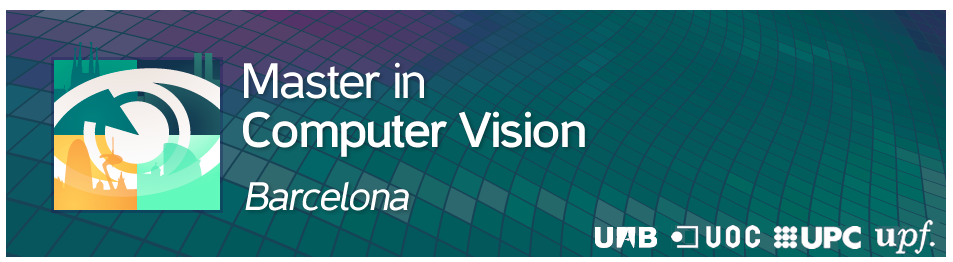 Master in
Computer Vision
Barcelona
UAB UOC UPC upf.